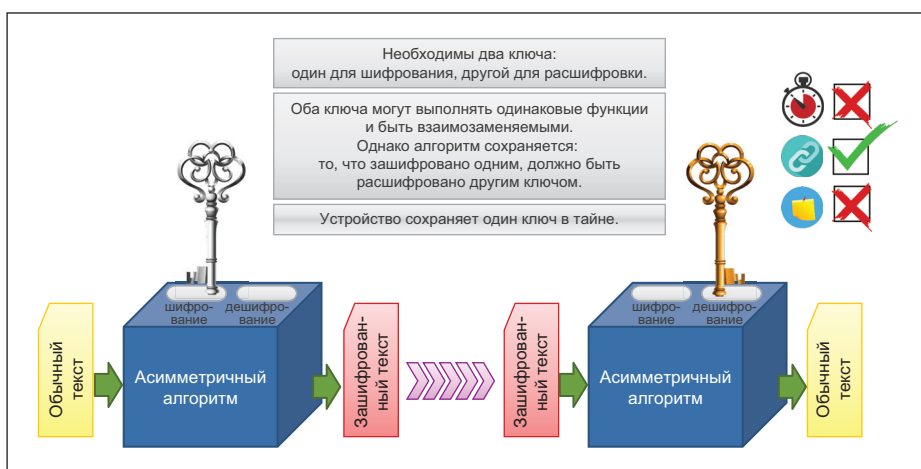 Необходимы два ключа:
один для шифрования, другой для расшифровки.
Оба ключа могут выполнять одинаковые функции
и быть взаимозаменяемыми.
Однако алгоритм сохраняется:
то, что зашифровано одним, должно быть
расшифровано другим ключом.
Устройство сохраняет один ключ в тайне.
Обычный
текст
шифро-
вание
дешифро-
вание
Асимметричный
алгоритм
Зашифрован-
ный текст
Зашифрован-
ный текст
шифро-
вание
дешифро-
вание
Асимметричный
алгоритм
Обычный
текст